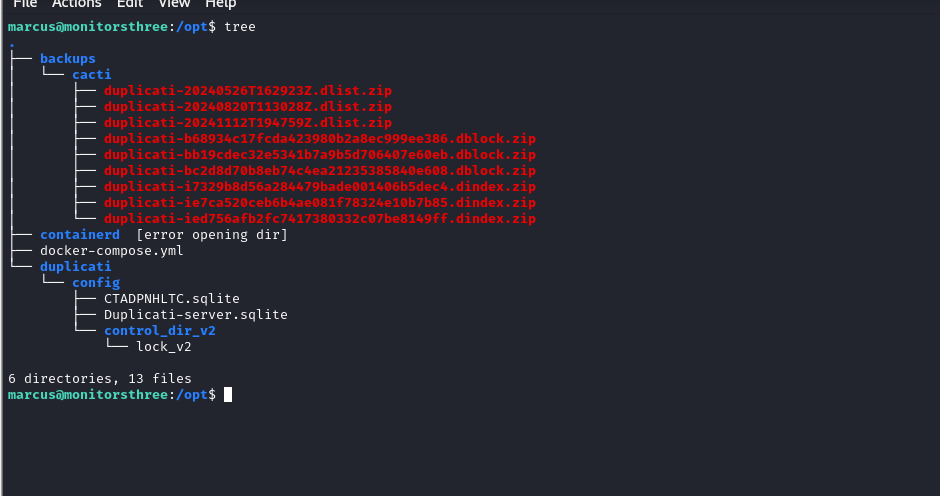 File Actions Edit View Help
marcus@monitorsthree:/opt$ tree
.
├── backups
│   └── cacti
│       ├── duplicati-20240526T162923Z.dlist.zip
│       ├── duplicati-20240820T113028Z.dlist.zip
│       ├── duplicati-20241112T194759Z.dlist.zip
│       ├── duplicati-b68934c17fcda423980b2a8ec999ee386.dblock.zip
│       ├── duplicati-bb19cdec32e5341b7a9b5d706407e60eb.dblock.zip
│       ├── duplicati-bc2d8d70b8eb74c4ea21235385840e608.dblock.zip
│       ├── duplicati-i7329b8d56a284479bade001406b5dec4.dindex.zip
│       ├── duplicati-ie7ca520ceb6b4ae081f78324e10b7b85.dindex.zip
│       └── duplicati-ied756afb2fc7417380332c07be8149ff.dindex.zip
├── containerd  [error opening dir]
├── docker-compose.yml
└── duplicati
    └── config
        ├── CTADPNHLTC.sqlite
        ├── Duplicati-server.sqlite
        └── control_dir_v2
            └── lock_v2

6 directories, 13 files
marcus@monitorsthree:/opt$